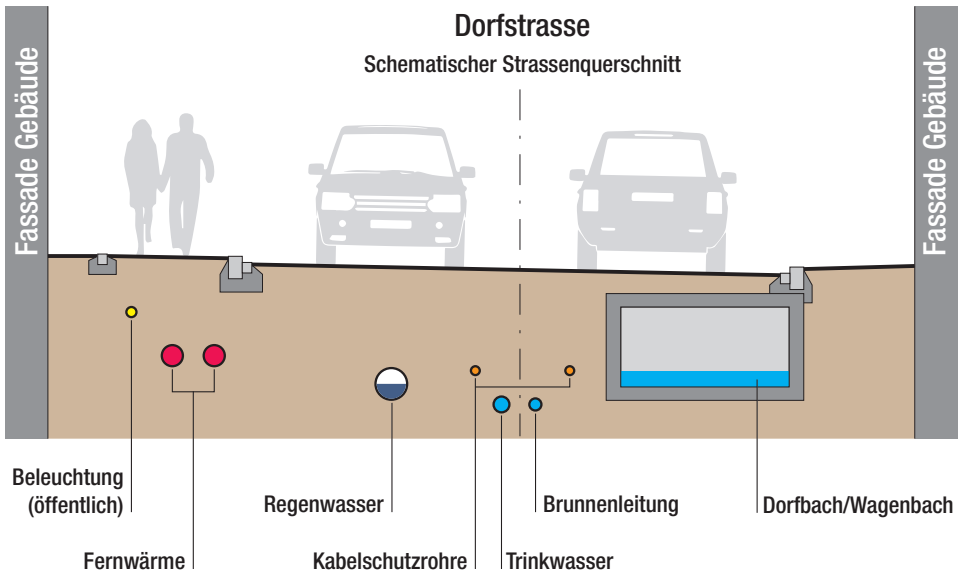 Dorfstrasse
Schematischer Strassenquerschnitt
Fassade Gebäude
Fassade Gebäude
Beleuchtung
(öffentlich)
Regenwasser
Brunnenleitung
Dorfbach/Wagenbach
Fernwärme
Kabelschutzrohre
Trinkwasser